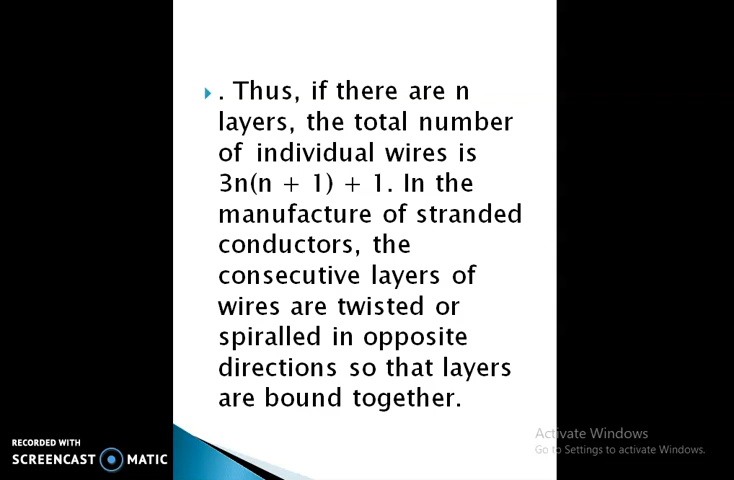 . Thus, if there are n
layers, the total number
of individual wires is
3n(n + 1) + 1. In the
manufacture of stranded
conductors, the
consecutive layers of
wires are twisted or
spiralled in opposite
directions so that layers
are bound together.
RECORDED WITH
SCREENCAST MATIC
Activate Windows
Go to Settings to activate Windows.